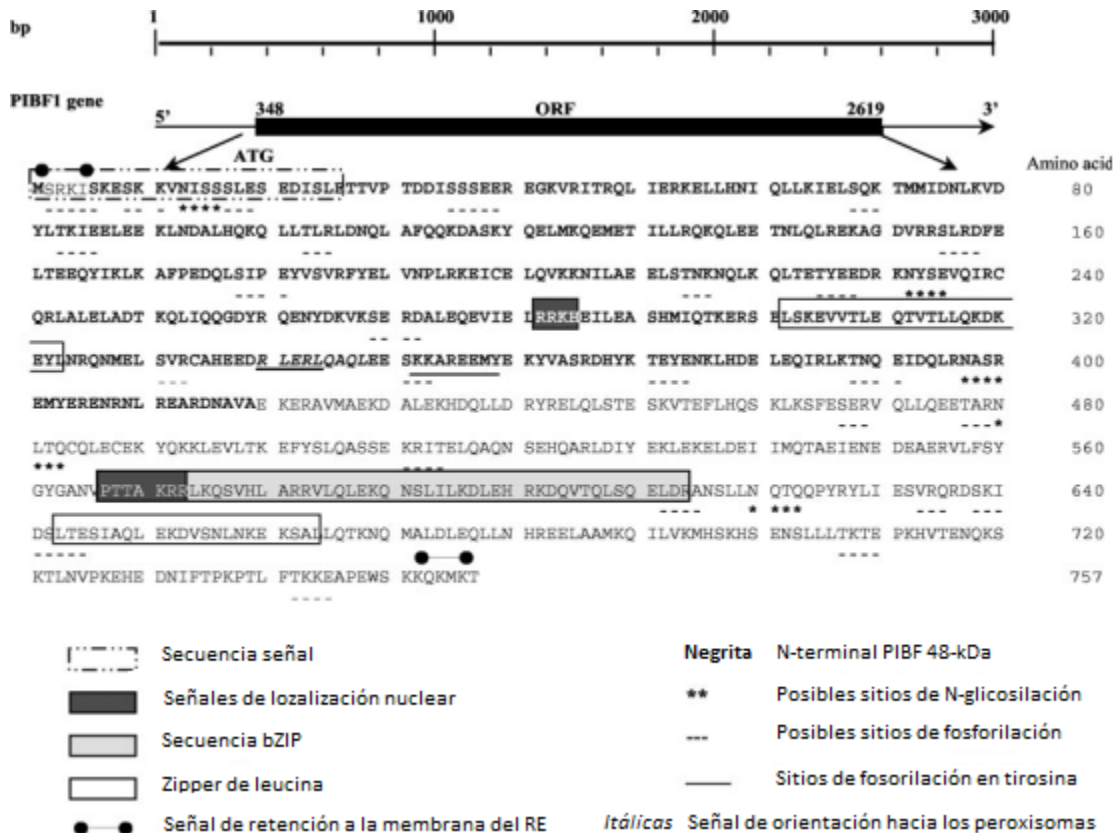 1 1000 2000 3000
bp
PIBF1 gene
5' 348 ORF 2619 3'
ATG
Amino acid
MSRKISKESK KVNISSSLES EDISLETTVP TDDISSSEER EGKVRITRQL IERKELLHNI QLLKIELSQK TMMIDNLKVD 80
YLTKIEELEE KLNDALHQKQ LLTLRLDNQL AFQQKDASKY QELMKQEMET ILLRQKQLEE TNLQLREKAG DVRRSLRDFE 160
LTEEQYIKLK AFPEDQLSIP EYVSVRFYEL VNPLRKEICE LQVKKNILAE ELSTNKNQLK QLTETYEEDR KNYSEVQIRC 240
QRLALELADT KQLIQQGDYR QENYDKVKSE RDALEQEVIE LRRKHEILEA SHMIQTKERS ELSKEVVTLE QTVTLLQKDK 320
EYLNRQNMEL SVRCAHEEDR LERLQAQLEE SKKAREEMYE KYVASRDHYK TEYENKLHDE LEQIRLKTNQ EIDQLRNASR 400
EMYERENRNL REARDNAVAE KERAVMAEKD ALEKHDQLLD RYRELQLSTE SKVTEFLHQS KLKSFESERV QLLQEETARN 480
LTQCQLECEK YQKKLEVLTK EFYSLQASSE KRITELQAQN SEHQARLDIY EKLEKELDEI IMQTAEIENE DEAERVLFSY 560
GYGANVPTTA KRRLKQSVHL ARRVLQLEKQ NSLILKDLEH RKDQVTQLSQ ELDRANSLLN QTQQPYRYLI ESVRQRDSKI 640
DSLTESIAQL EKDVSNLNKE KSALLQTKNQ MALDLEQLLN HREELAAMKQ ILVKMHSKHS ENSLLLTKTE PKHVTENQKS 720
KTLNVPKEHE DNIFTPKPTL FTKKEAPEWS KKQKMKT 757
Secuencia señal
Señales de lozalización nuclear
Secuencia bZIP
Zipper de leucina
Señal de retención a la membrana del RE
Negrita N-terminal PIBF 48-kDa
** Posibles sitios de N-glicosilación
--- Posibles sitios de fosforilación
Sitios de fosorilación en tirosina
Itálicas Señal de orientación hacia los peroxisomas